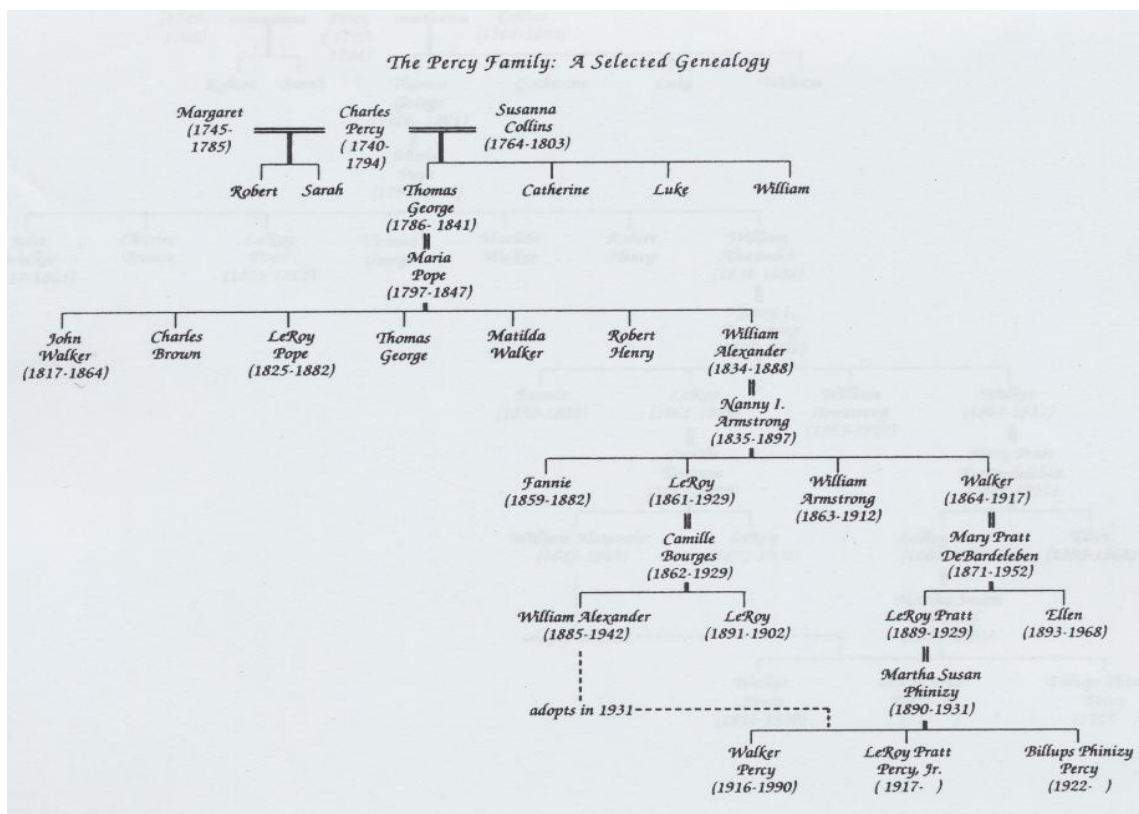 The Percy Family: A Selected Genealogy
Margaret
(1745-
1785)
Charles
Percy
( 1740-
1794)
Susanna
Collins
(1764-1803)
Robert
Sarah
Thomas
George
(1786- 1841)
Catherine
Luke
William
Maria
Pope
(1797-1847)
John
Walker
(1817-1864)
Charles
Brown
LeRoy
Pope
(1825-1882)
Thomas
George
Matilda
Walker
Robert
Henry
William
Alexander
(1834-1888)
Nanny I.
Armstrong
(1835-1897)
Fannie
(1859-1882)
LeRoy
(1861-1929)
William
Armstrong
(1863-1912)
Walker
(1864-1917)
Camille
Bourges
(1862-1929)
Mary Pratt
DeBardeleben
(1871-1952)
William Alexander
(1885-1942)
LeRoy
(1891-1902)
LeRoy Pratt
(1889-1929)
Ellen
(1893-1968)
Martha Susan
Phinizy
(1890-1931)
adopts in 1931
Walker
Percy
(1916-1990)
LeRoy Pratt
Percy, Jr.
( 1917- )
Billups Phinizy
Percy
(1922- )